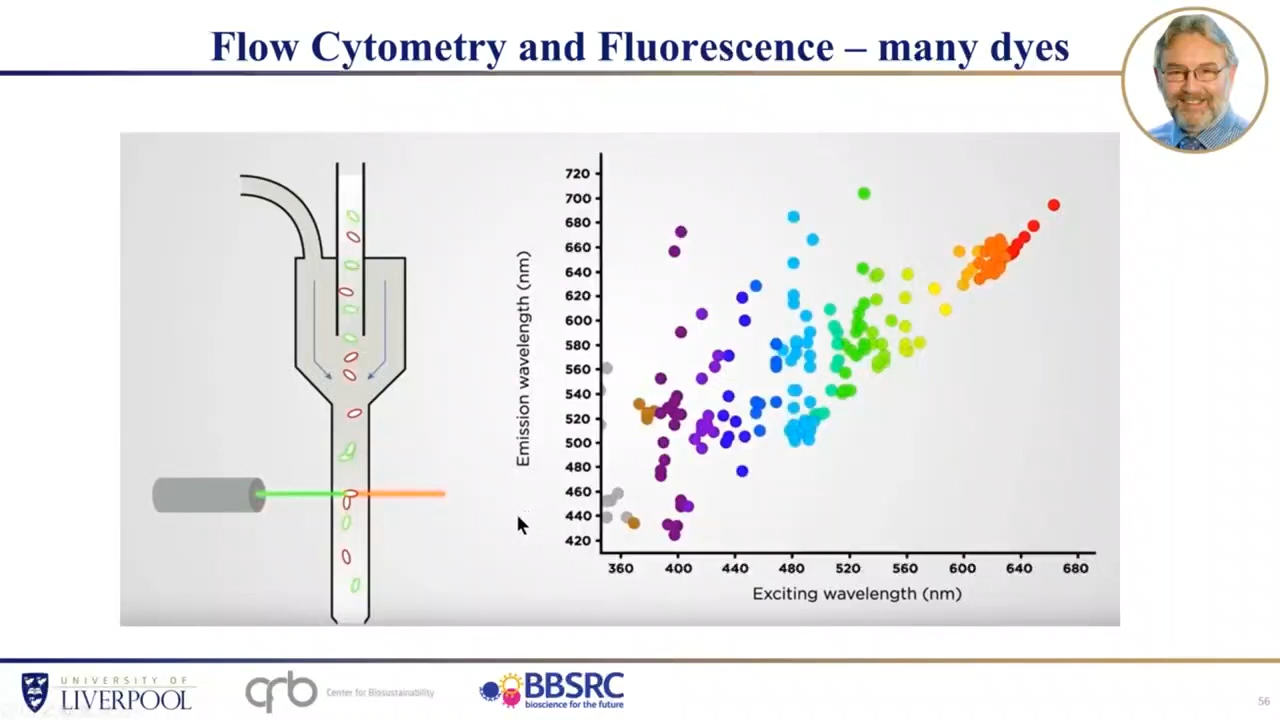 Flow Cytometry and Fluorescence – many dyes
Emission wavelength (nm)
720
700
680
660
640
620
600
580
560
540
520
500
480
460
440
420
360 400 440 480 520 560 600 640 680
Exciting wavelength (nm)
UNIVERSITY OF
LIVERPOOL
Center for Biosustainability
BBSRC
bioscience for the future
56